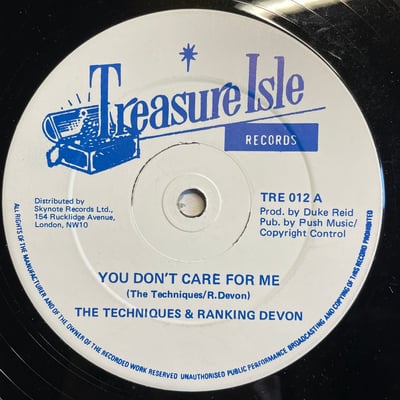 Treasure Isle
RECORDS
Distributed by
Skynote Records Ltd.,
154 Rucklidge Avenue,
London, NW10
TRE 012 A
Prod. by Duke Reid
Pub. by Push Music/
Copyright Control
YOU DON'T CARE FOR ME
(The Techniques/R.Devon)
THE TECHNIQUES & RANKING DEVON
ALL RIGHTS OF THE MANUFACTURER AND OF THE OWNER OF THE RECORDED WORK RESERVED UNAUTHORISED PUBLIC PERFORMANCE BROADCASTING AND COPYING OF THIS RECORD PROHIBITED